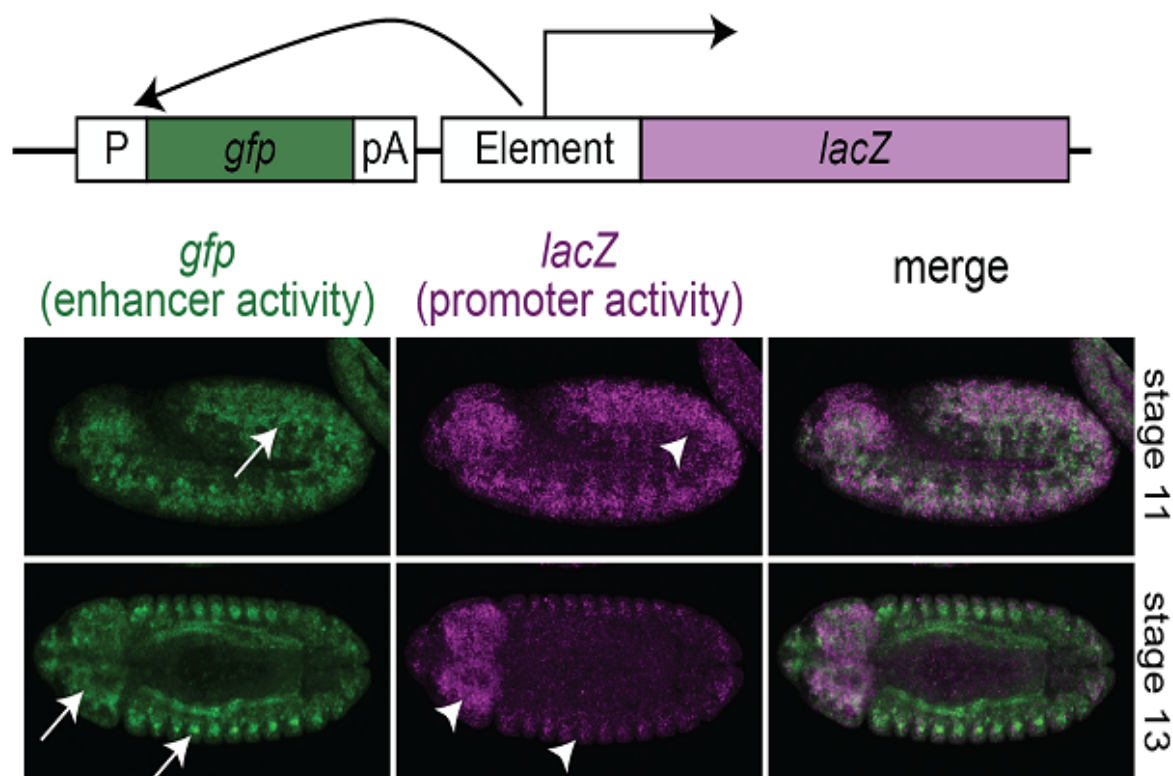 P gfp pA Element lacZ
gfp
(enhancer activity)
lacZ
(promoter activity)
merge
stage 11
stage 13